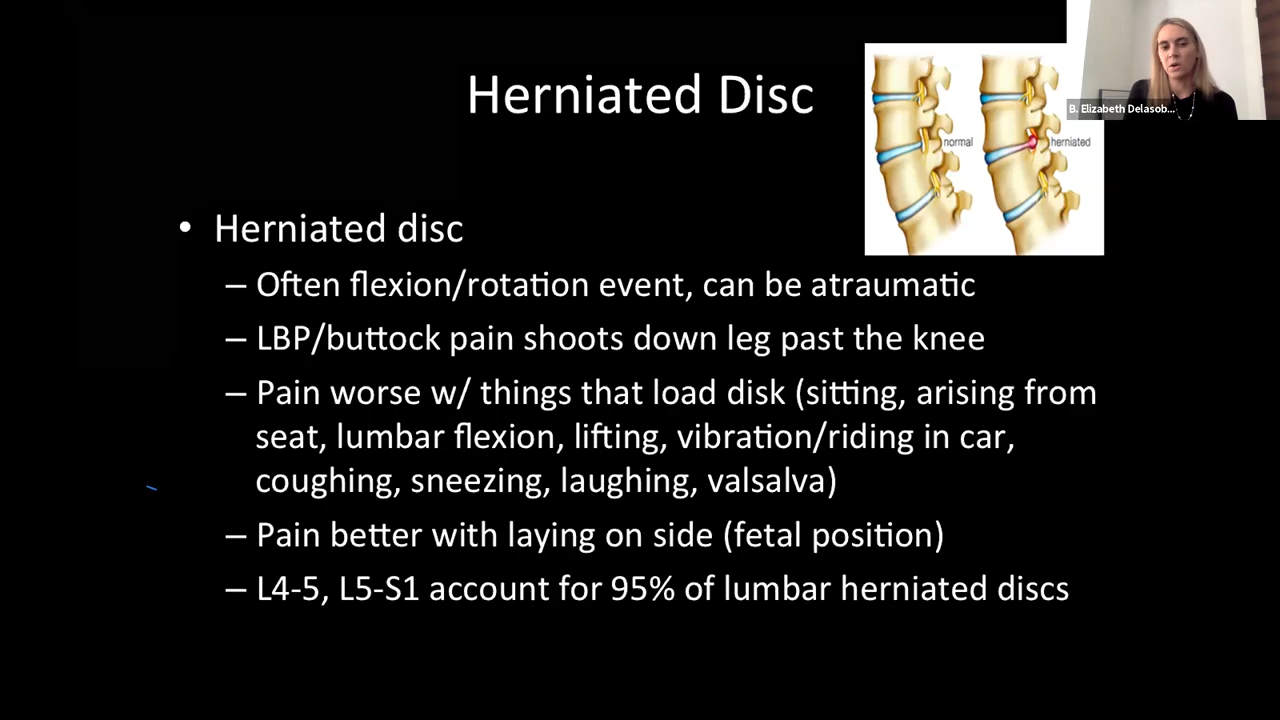 Herniated Disc
B. Elizabeth Delasob...
normal
herniated
• Herniated disc
– Often flexion/rotation event, can be atraumatic
– LBP/buttock pain shoots down leg past the knee
– Pain worse w/ things that load disk (sitting, arising from
seat, lumbar flexion, lifting, vibration/riding in car,
coughing, sneezing, laughing, valsalva)
– Pain better with laying on side (fetal position)
– L4-5, L5-S1 account for 95% of lumbar herniated discs